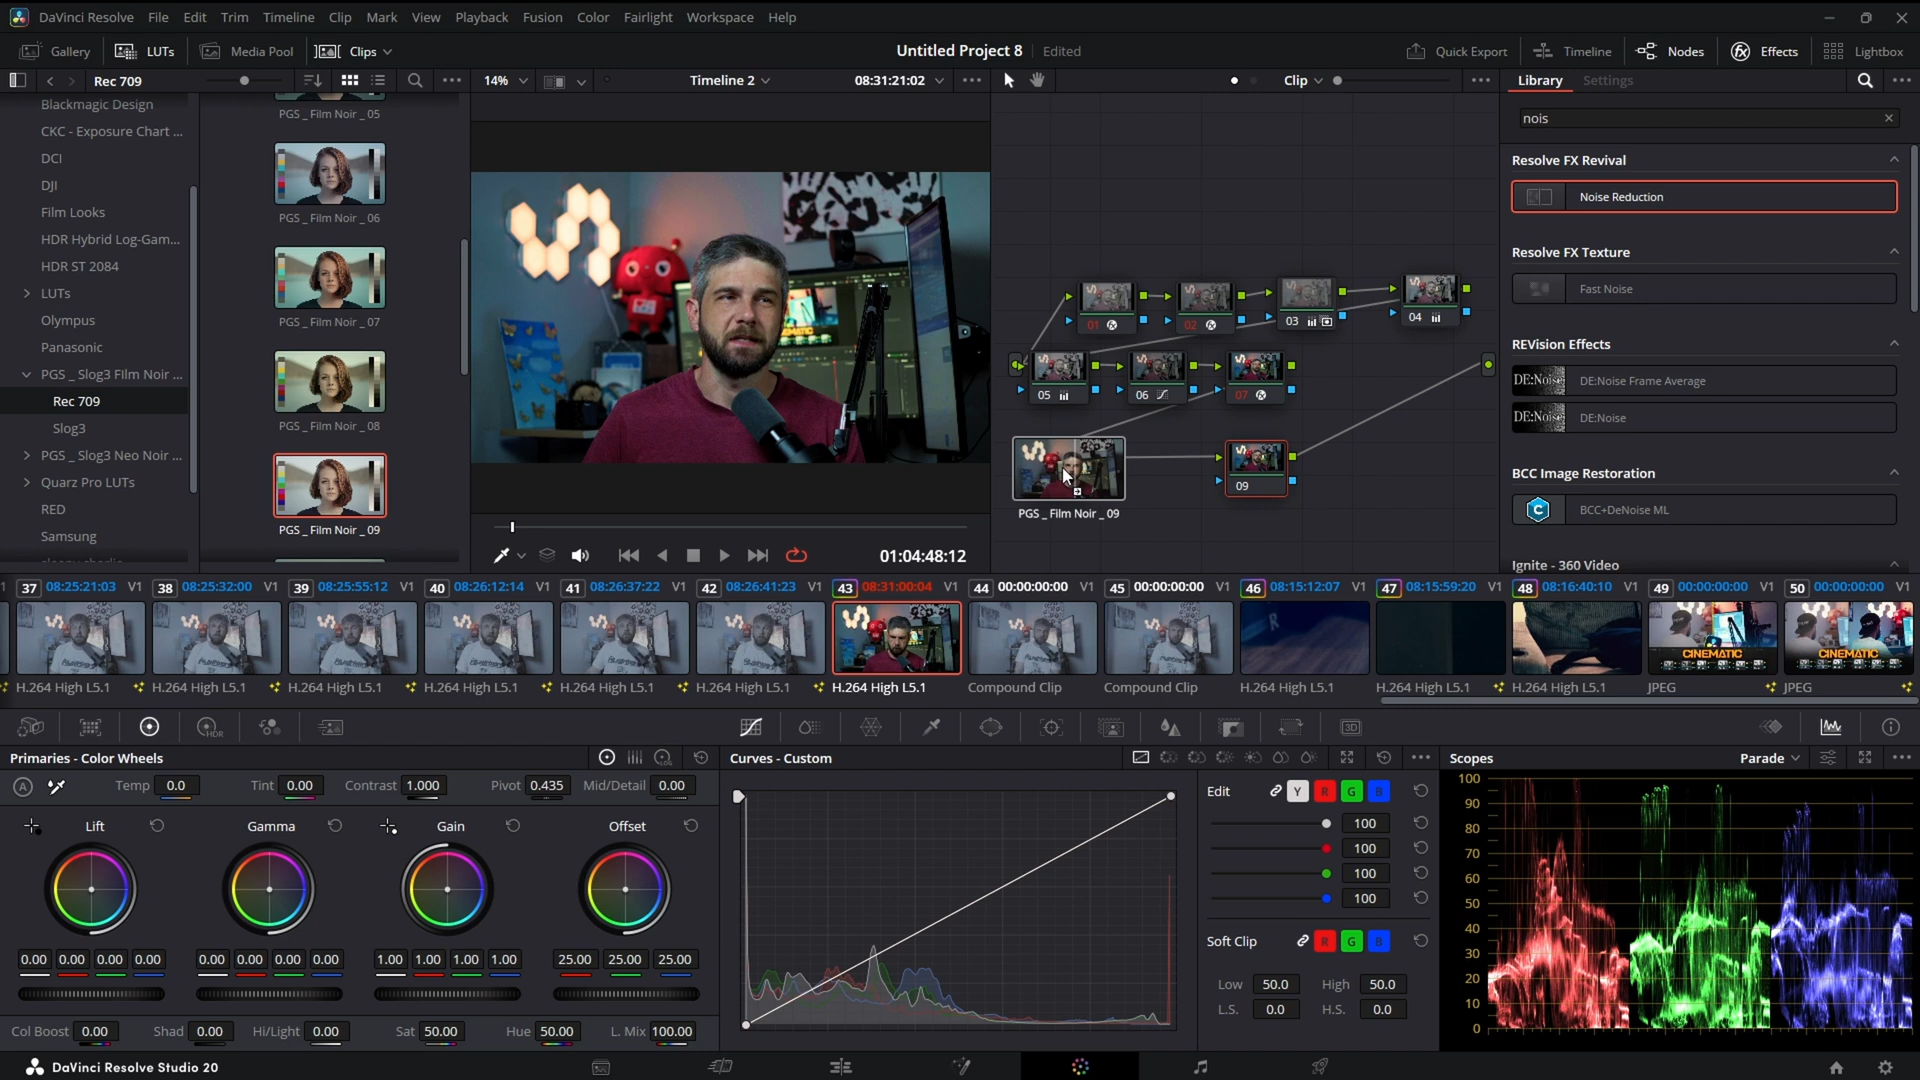 DaVinci Resolve File Edit Trim Timeline Clip Mark View Playback Fusion Color Fairlight Workspace Help
Gallery LUTs Media Pool Clips Untitled Project 8 Edited Quick Export Timeline Nodes Effects Lightbox
Rec 709 14% Timeline 2 08:31:21:02 Clip Library Settings
Blackmagic Design
CKC - Exposure Chart ...
DCI
DJI
Film Looks
HDR Hybrid Log-Gam...
HDR ST 2084
LUTs
Olympus
Panasonic
PGS _ Slog3 FIlm Noir ...
Rec 709
Slog3
PGS _ Slog3 Neo Noir ...
Quarz Pro LUTs
RED
Samsung
PGS _ Film Noir _ 05
PGS _ Film Noir _ 06
PGS _ Film Noir _ 07
PGS _ Film Noir _ 08
PGS _ Film Noir _ 09
01:04:48:12
01 02 03 04
05 06 07
09
PGS _ Film Noir _ 09
nois
Resolve FX Revival
Noise Reduction
Resolve FX Texture
Fast Noise
REVision Effects
DE:Noise DE:Noise Frame Average
DE:Noise DE:Noise
BCC Image Restoration
BCC+DeNoise ML
Ignite - 360 Video
37 08:25:21:03 V1 38 08:25:32:00 V1 39 08:25:55:12 V1 40 08:26:12:14 V1 41 08:26:37:22 V1 42 08:26:41:23 V1 43 08:31:00:04 V1 44 00:00:00:00 V1 45 00:00:00:00 V1 46 08:15:12:07 V1 47 08:15:59:20 V1 48 08:16:40:10 V1 49 00:00:00:00 V1 50 00:00:00:00 V1
CINEMATIC CINEMATIC
H.264 High L5.1 H.264 High L5.1 H.264 High L5.1 H.264 High L5.1 H.264 High L5.1 H.264 High L5.1 H.264 High L5.1 Compound Clip Compound Clip H.264 High L5.1 H.264 High L5.1 H.264 High L5.1 JPEG JPEG
Primaries - Color Wheels
Temp 0.0 Tint 0.00 Contrast 1.000 Pivot 0.435 Mid/Detail 0.00
Lift Gamma Gain Offset
0.00 0.00 0.00 0.00 0.00 0.00 0.00 0.00 1.00 1.00 1.00 1.00 25.00 25.00 25.00
Col Boost 0.00 Shad 0.00 Hi/Light 0.00 Sat 50.00 Hue 50.00 L. Mix 100.00
Curves - Custom
Edit Y R G B
100
100
100
100
Soft Clip R G B
Low 50.0 High 50.0
L.S. 0.0 H.S. 0.0
Scopes Parade
100
90
80
70
60
50
40
30
20
10
0
DaVinci Resolve Studio 20